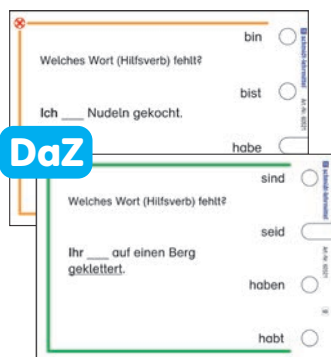 bin
Welches Wort (Hilfsverb) fehlt?
bist
Ich ___ Nudeln gekocht.
habe
DaZ
sind
Welches Wort (Hilfsverb) fehlt?
seid
Ihr ___ auf einen Berg
geklettert.
haben
habt